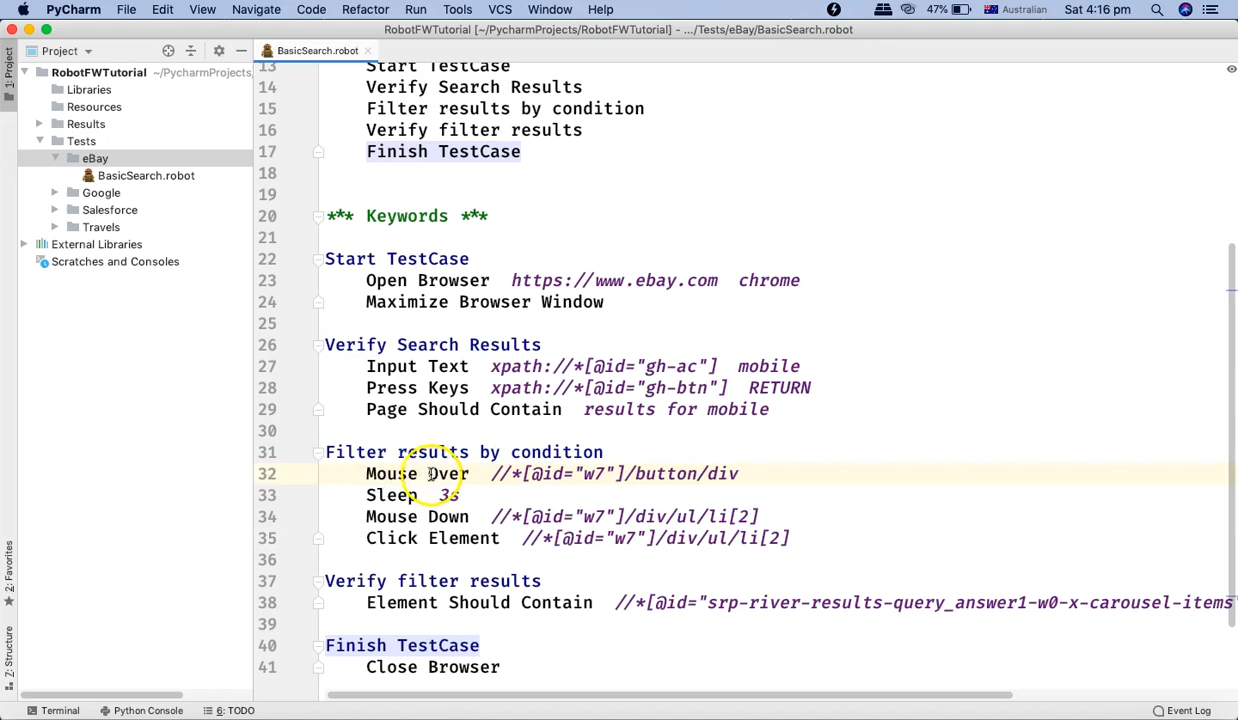 PyCharm File Edit View Navigate Code Refactor Run Tools VCS Window Help 47% Australian Sat 4:16 pm
RobotFWTutorial [~/PycharmProjects/RobotFWTutorial] - .../Tests/eBay/BasicSearch.robot
Project
BasicSearch.robot
1: Project
RobotFWTutorial ~/PycharmProjects/
Libraries
Resources
Results
Tests
eBay
BasicSearch.robot
Google
Salesforce
Travels
External Libraries
Scratches and Consoles
2: Favorites
7: Structure
13 Start TestCase
14 Verify Search Results
15 Filter results by condition
16 Verify filter results
17 Finish TestCase
18
19
20 *** Keywords ***
21
22 Start TestCase
23 Open Browser https://www.ebay.com chrome
24 Maximize Browser Window
25
26 Verify Search Results
27 Input Text xpath://*[@id="gh-ac"] mobile
28 Press Keys xpath://*[@id="gh-btn"] RETURN
29 Page Should Contain results for mobile
30
31 Filter results by condition
32 Mouse Over //*[@id="w7"]/button/div
33 Sleep 3s
34 Mouse Down //*[@id="w7"]/div/ul/li[2]
35 Click Element //*[@id="w7"]/div/ul/li[2]
36
37 Verify filter results
38 Element Should Contain //*[@id="srp-river-results-query_answer1-w0-x-carousel-items"
39
40 Finish TestCase
41 Close Browser
Terminal Python Console 6: TODO Event Log